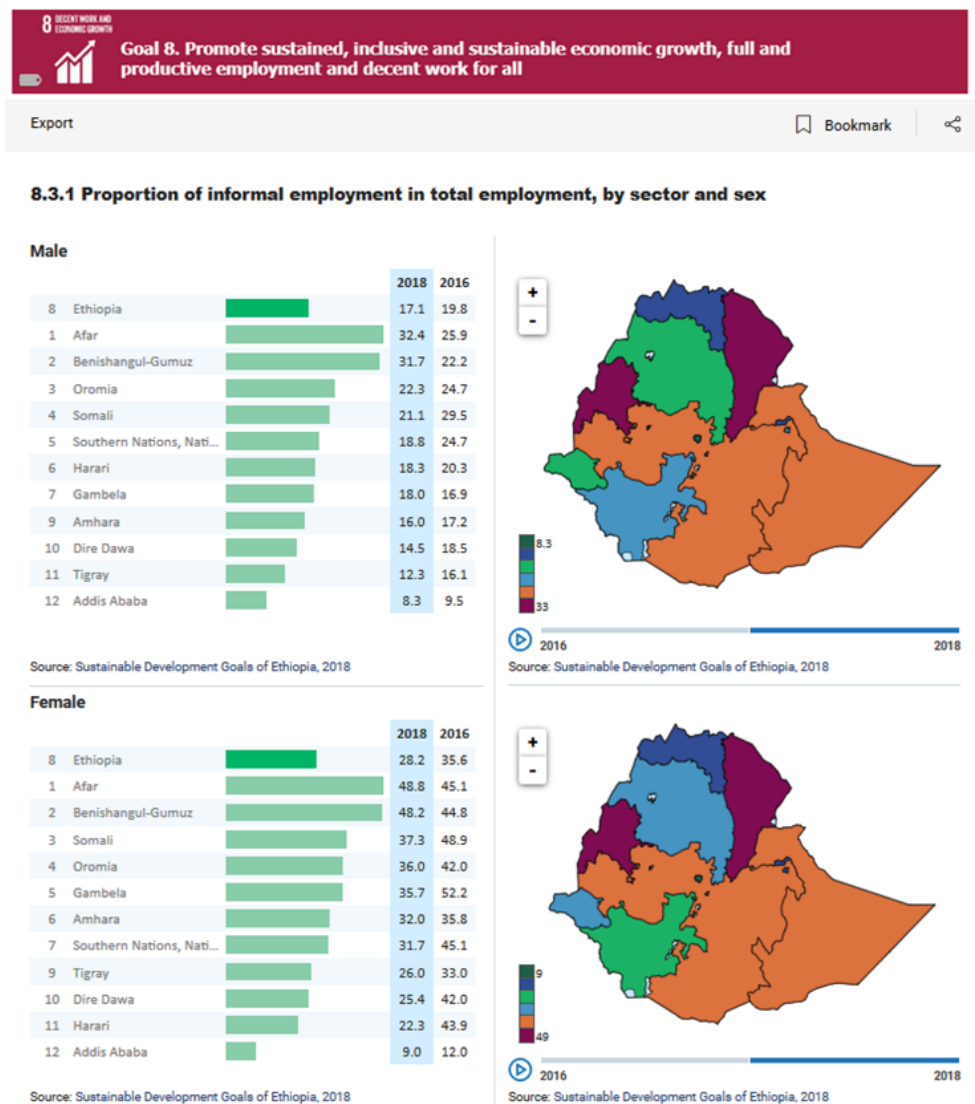 8 DECENT WORK AND
ECONOMIC GROWTH
Goal 8. Promote sustained, inclusive and sustainable economic growth, full and
productive employment and decent work for all
Export
Bookmark
8.3.1 Proportion of informal employment in total employment, by sector and sex
Male
2018 2016
8 Ethiopia 17.1 19.8
1 Afar 32.4 25.9
2 Benishangul-Gumuz 31.7 22.2
3 Oromia 22.3 24.7
4 Somali 21.1 29.5
5 Southern Nations, Nati... 18.8 24.7
6 Harari 18.3 20.3
7 Gambela 18.0 16.9
9 Amhara 16.0 17.2
10 Dire Dawa 14.5 18.5
11 Tigray 12.3 16.1
12 Addis Ababa 8.3 9.5
Source: Sustainable Development Goals of Ethiopia, 2018
+
-
8.3
33
2016 2018
Source: Sustainable Development Goals of Ethiopia, 2018
Female
2018 2016
8 Ethiopia 28.2 35.6
1 Afar 48.8 45.1
2 Benishangul-Gumuz 48.2 44.8
3 Somali 37.3 48.9
4 Oromia 36.0 42.0
5 Gambela 35.7 52.2
6 Amhara 32.0 35.8
7 Southern Nations, Nati... 31.7 45.1
9 Tigray 26.0 33.0
10 Dire Dawa 25.4 42.0
11 Harari 22.3 43.9
12 Addis Ababa 9.0 12.0
Source: Sustainable Development Goals of Ethiopia, 2018
+
-
9
49
2016 2018
Source: Sustainable Development Goals of Ethiopia, 2018